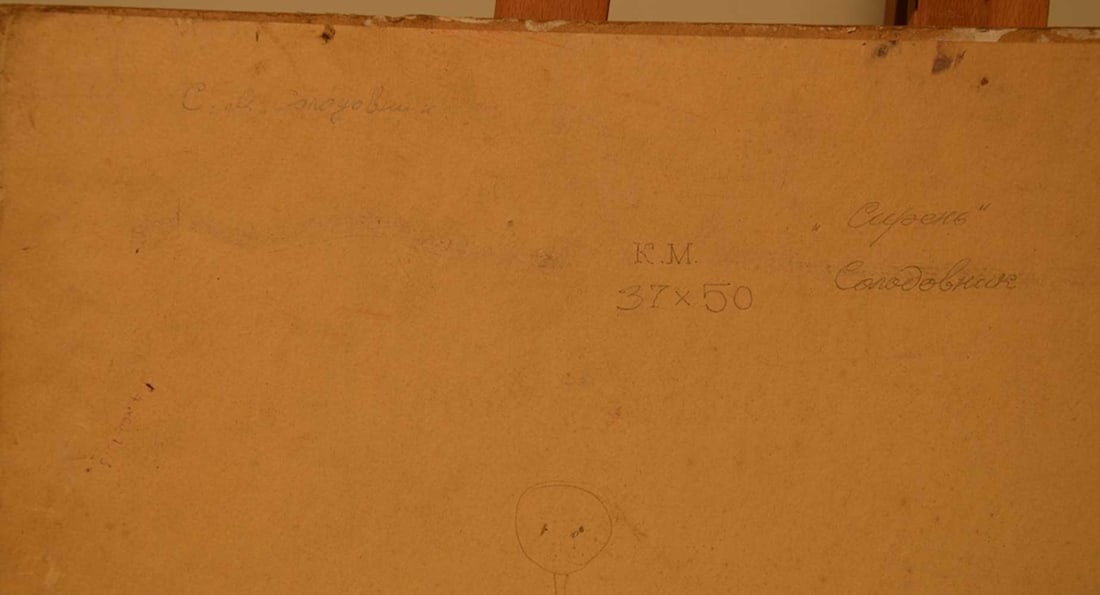 С. Солодовник
„Сирень“
К.М.
37×50
Солодовник